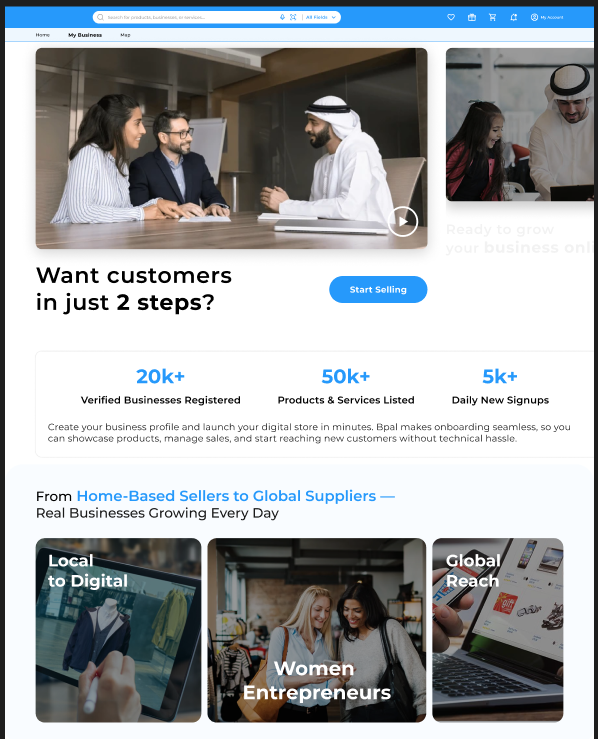 Search for products, businesses, or services...
All Fields
My Account
Home
My Business
Map
Want customers
in just 2 steps?
Start Selling
Ready to grow
your business onl
20k+
Verified Businesses Registered
50k+
Products & Services Listed
5k+
Daily New Signups
Create your business profile and launch your digital store in minutes. Bpal makes onboarding seamless, so you
can showcase products, manage sales, and start reaching new customers without technical hassle.
From Home-Based Sellers to Global Suppliers —
Real Businesses Growing Every Day
Local
to Digital
Women
Entrepreneurs
Global
Reach